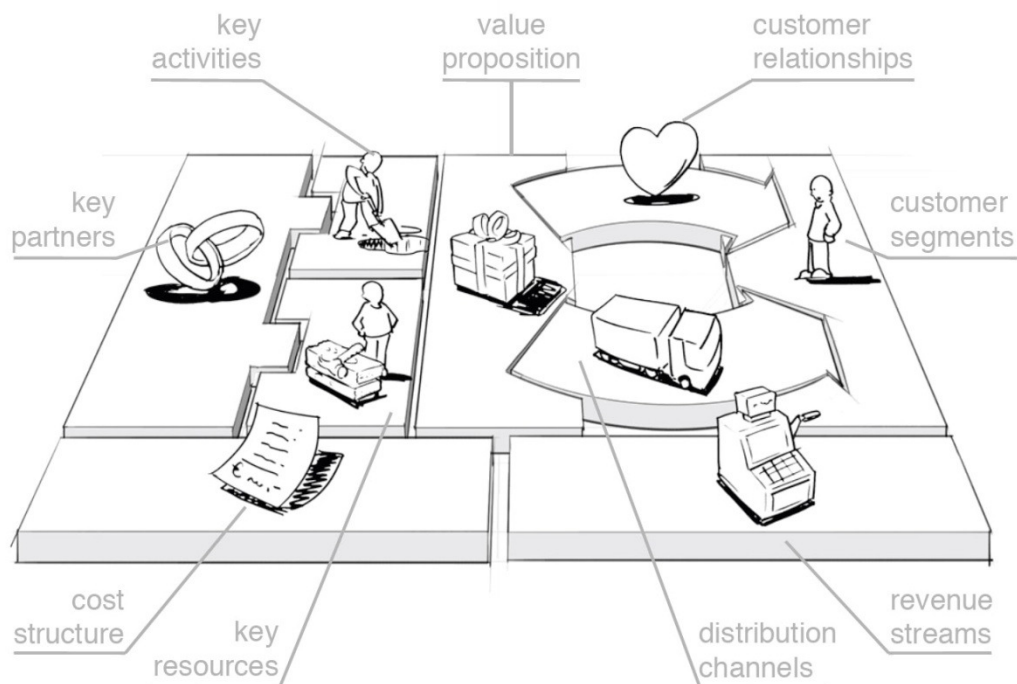 key
activities
value
proposition
customer
relationships
key
partners
customer
segments
cost
structure
key
resources
distribution
channels
revenue
streams